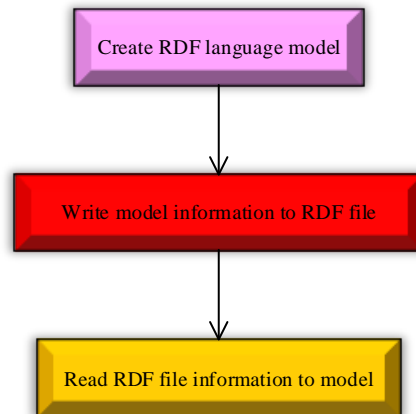 Create RDF language model
Write model information to RDF file
Read RDF file information to model